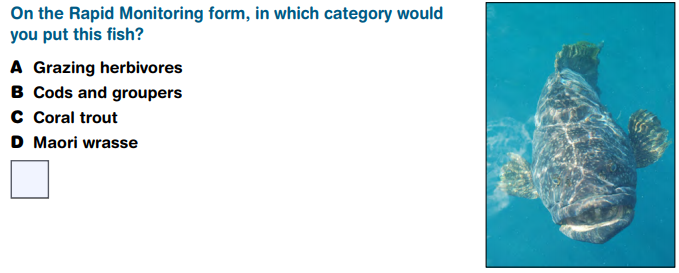 On the Rapid Monitoring form, in which category would
you put this fish?
A Grazing herbivores
B Cods and groupers
C Coral trout
D Maori wrasse